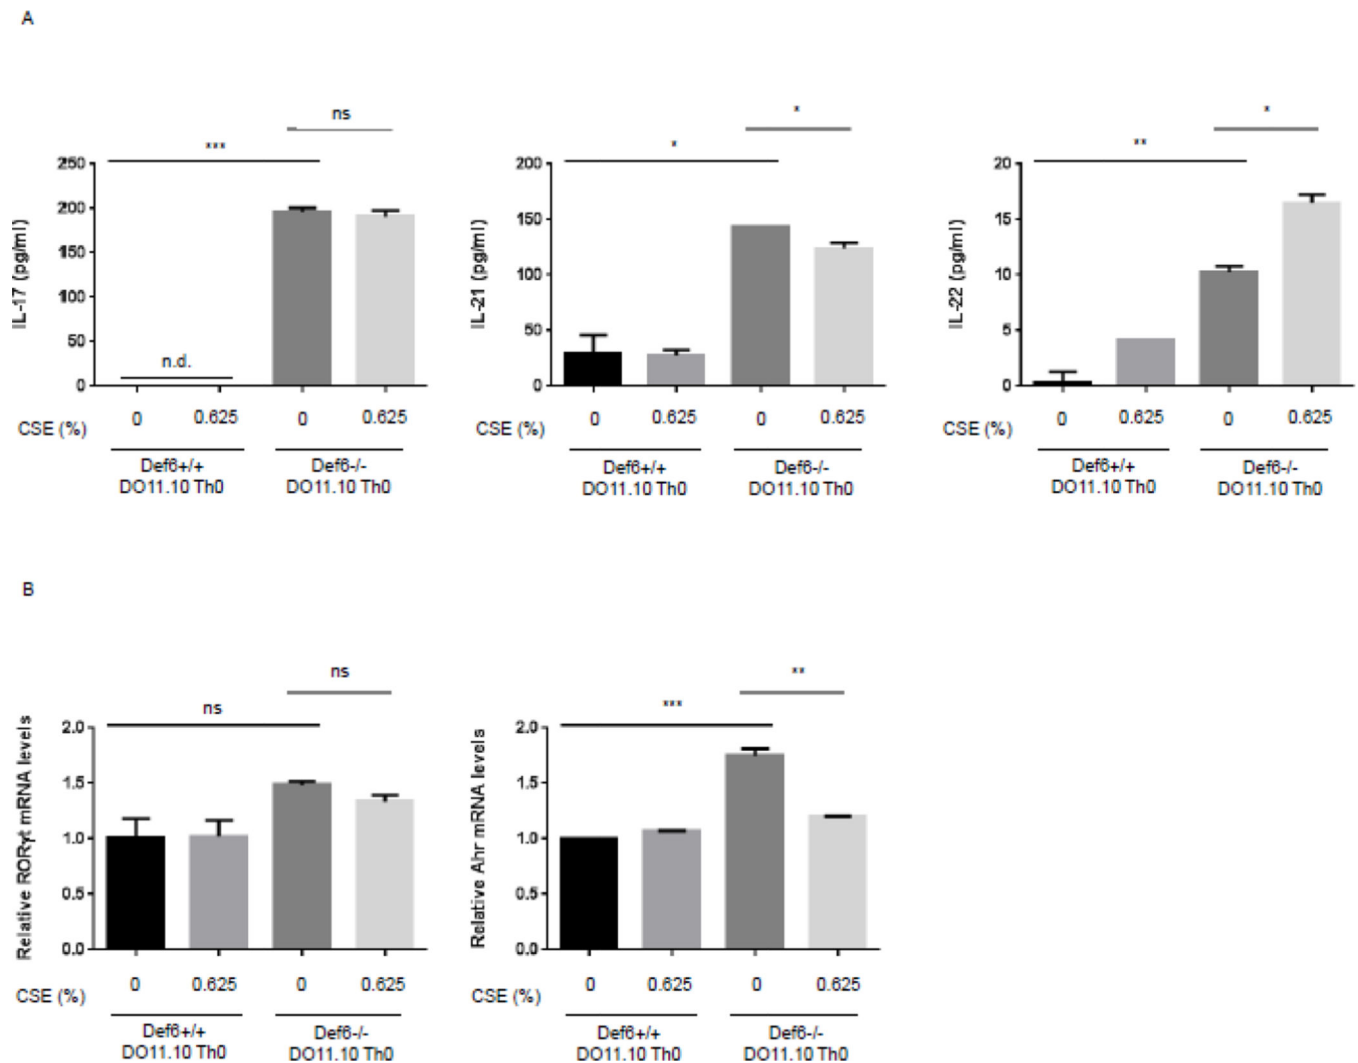 A
ns
***
250
200
150
100
50
0
IL-17 (pg/ml)
n.d.
CSE (%)
0
0.625
0
0.625
Def6+/+
DO11.10 Th0
Def6-/-
DO11.10 Th0
*
*
200
150
100
50
0
IL-21 (pg/ml)
CSE (%)
0
0.625
0
0.625
Def6+/+
DO11.10 Th0
Def6-/-
DO11.10 Th0
*
**
20
15
10
5
0
IL-22 (pg/ml)
CSE (%)
0
0.625
0
0.625
Def6+/+
DO11.10 Th0
Def6-/-
DO11.10 Th0
B
ns
ns
2.0
1.5
1.0
0.5
0.0
Relative RORγt mRNA levels
CSE (%)
0
0.625
0
0.625
Def6+/+
DO11.10 Th0
Def6-/-
DO11.10 Th0
**
***
2.0
1.5
1.0
0.5
0.0
Relative Ahr mRNA levels
CSE (%)
0
0.625
0
0.625
Def6+/+
DO11.10 Th0
Def6-/-
DO11.10 Th0